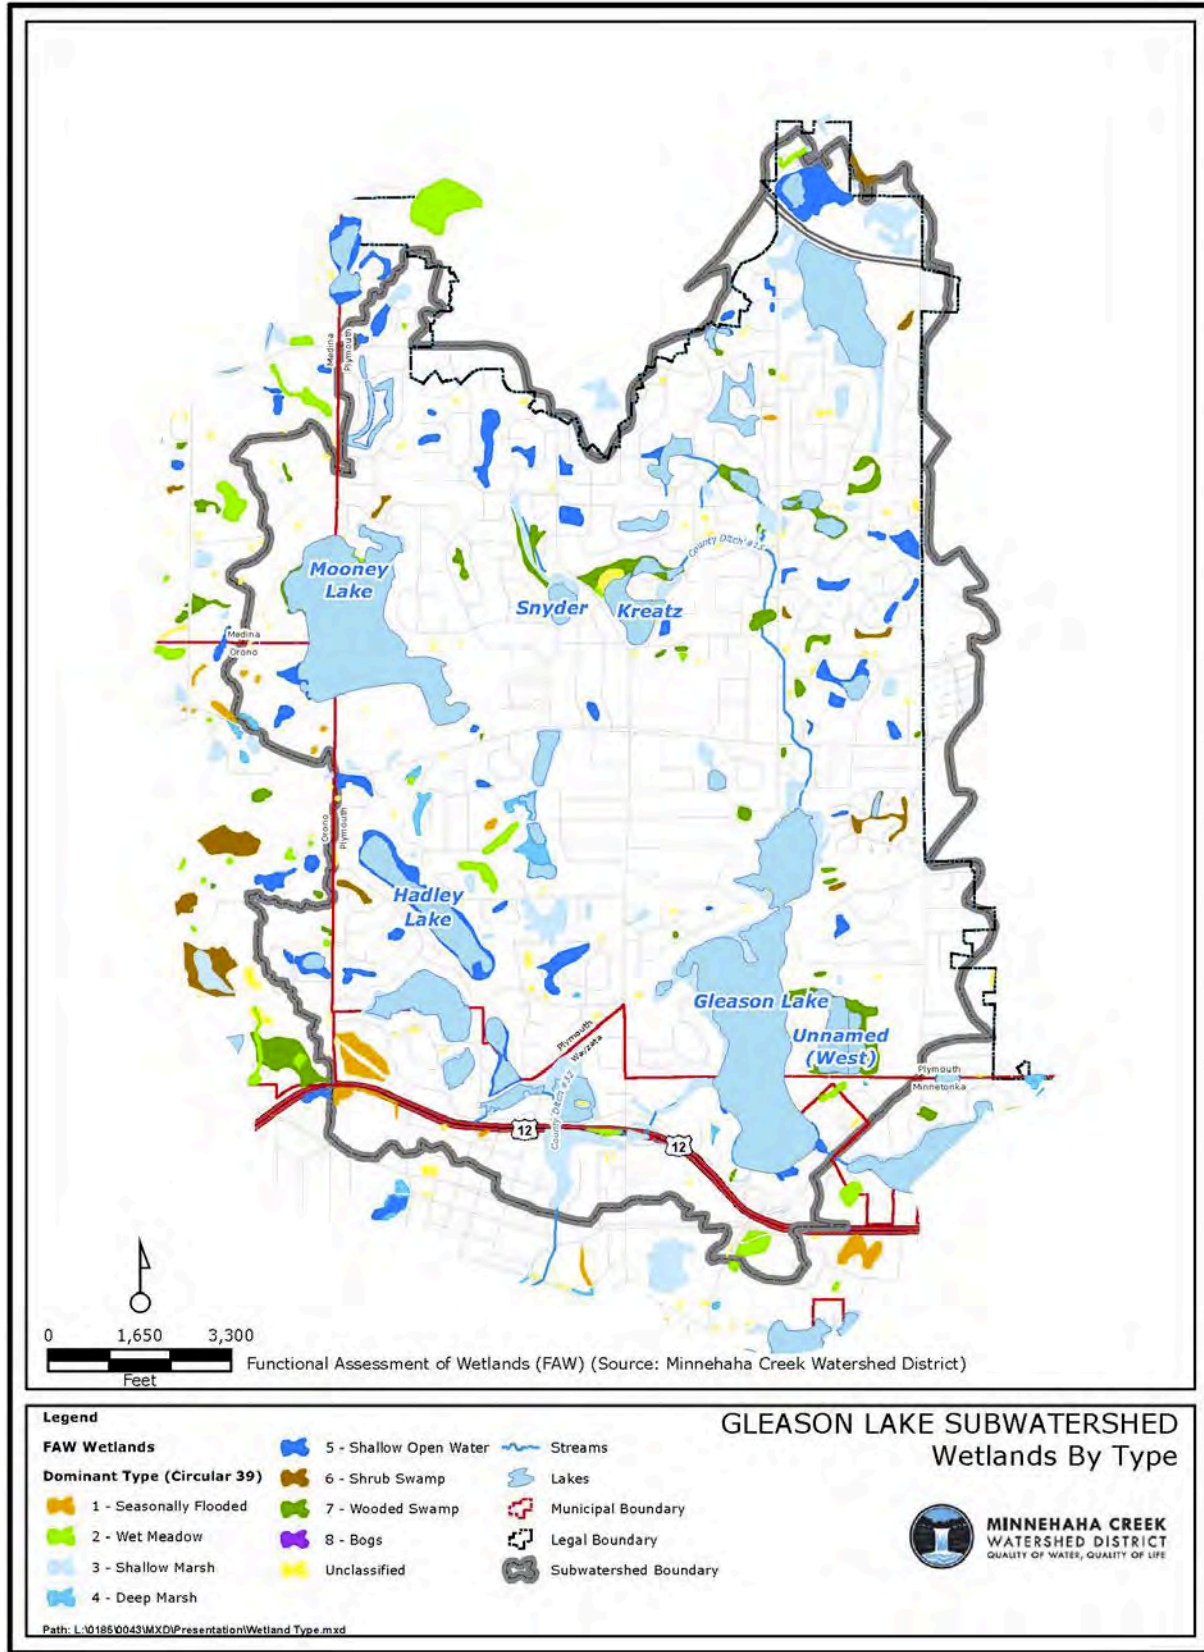 Medina
Plymouth
Mooney
Lake
Snyder
Kreatz
County Ditch #15
Medina
Orono
Orono
Plymouth
Hadley
Lake
Gleason Lake
Unnamed
(West)
Plymouth
Wayzata
County Ditch #32
Plymouth
Minnetonka
12
12
0 1,650 3,300
Feet
Functional Assessment of Wetlands (FAW) (Source: Minnehaha Creek Watershed District)
Legend
FAW Wetlands
Dominant Type (Circular 39)
1 - Seasonally Flooded
2 - Wet Meadow
3 - Shallow Marsh
4 - Deep Marsh
5 - Shallow Open Water
6 - Shrub Swamp
7 - Wooded Swamp
8 - Bogs
Unclassified
Streams
Lakes
Municipal Boundary
Legal Boundary
Subwatershed Boundary
GLEASON LAKE SUBWATERSHED
Wetlands By Type
MINNEHAHA CREEK
WATERSHED DISTRICT
QUALITY OF WATER, QUALITY OF LIFE
Path: L:\0185\0043\MXD\Presentation\Wetland Type.mxd